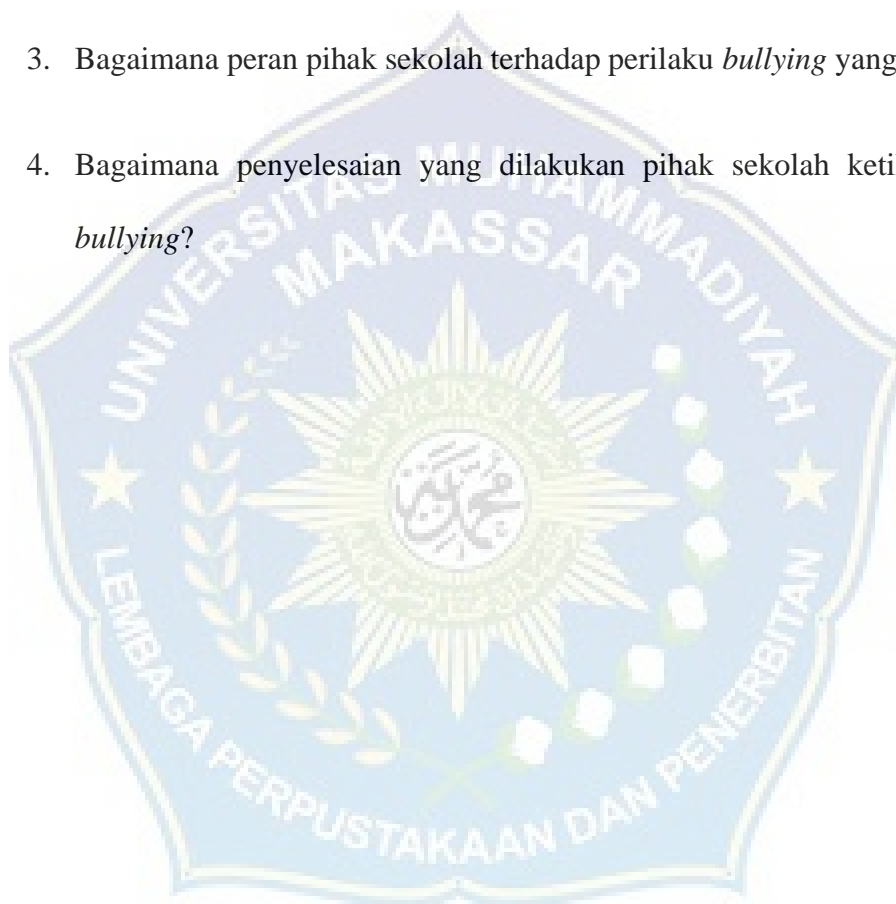 3. Bagaimana peran pihak sekolah terhadap perilaku bullying yang
4. Bagaimana penyelesaian yang dilakukan pihak sekolah keti
bullying?
UNIVERSITAS MUHAMMADIYAH
MAKASSAR
LEMBAGA PERPUSTAKAAN DAN PENERBITAN